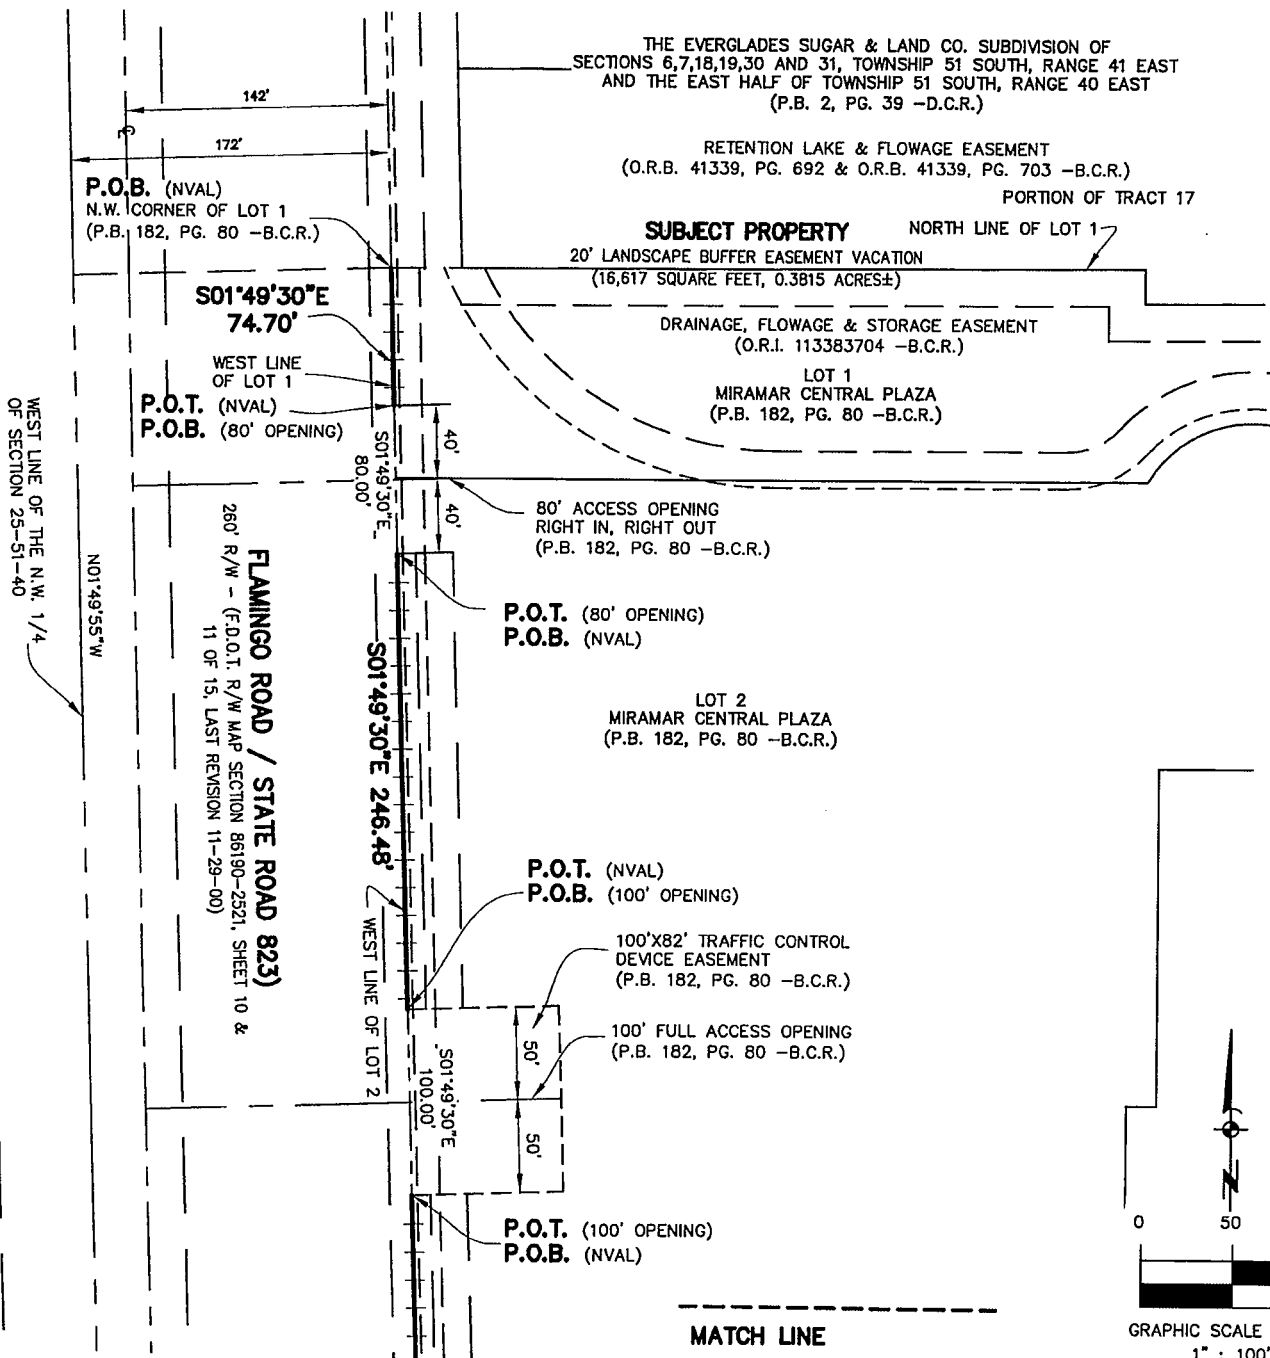 THE EVERGLADES SUGAR & LAND CO. SUBDIVISION OF
SECTIONS 6,7,18,19,30 AND 31, TOWNSHIP 51 SOUTH, RANGE 41 EAST
AND THE EAST HALF OF TOWNSHIP 51 SOUTH, RANGE 40 EAST
(P.B. 2, PG. 39 -D.C.R.)
142'
℄
172'
RETENTION LAKE & FLOWAGE EASEMENT
(O.R.B. 41339, PG. 692 & O.R.B. 41339, PG. 703 -B.C.R.)
PORTION OF TRACT 17
P.O.B. (NVAL)
N.W. CORNER OF LOT 1
(P.B. 182, PG. 80 -B.C.R.)
SUBJECT PROPERTY
20' LANDSCAPE BUFFER EASEMENT VACATION
(16,617 SQUARE FEET, 0.3815 ACRES±)
NORTH LINE OF LOT 1
S01°49'30"E
74.70'
DRAINAGE, FLOWAGE & STORAGE EASEMENT
(O.R.I. 113383704 -B.C.R.)
WEST LINE
OF LOT 1
LOT 1
MIRAMAR CENTRAL PLAZA
(P.B. 182, PG. 80 -B.C.R.)
P.O.T. (NVAL)
P.O.B. (80' OPENING)
S01°49'30"E
80.00'
40'
40'
80' ACCESS OPENING
RIGHT IN, RIGHT OUT
(P.B. 182, PG. 80 -B.C.R.)
WEST LINE OF THE N.W. 1/4
OF SECTION 25-51-40
N01°49'55"W
FLAMINGO ROAD / STATE ROAD 823)
260' R/W - (F.D.O.T. R/W MAP SECTION 86190-2521, SHEET 10 &
11 OF 15, LAST REVISION 11-29-00)
P.O.T. (80' OPENING)
P.O.B. (NVAL)
S01°49'30"E 246.48'
LOT 2
MIRAMAR CENTRAL PLAZA
(P.B. 182, PG. 80 -B.C.R.)
P.O.T. (NVAL)
P.O.B. (100' OPENING)
WEST LINE OF LOT 2
100'X82' TRAFFIC CONTROL
DEVICE EASEMENT
(P.B. 182, PG. 80 -B.C.R.)
100' FULL ACCESS OPENING
(P.B. 182, PG. 80 -B.C.R.)
S01°49'30"E
100.00'
50'
50'
P.O.T. (100' OPENING)
P.O.B. (NVAL)
N
0 50
MATCH LINE
GRAPHIC SCALE
1" : 100'